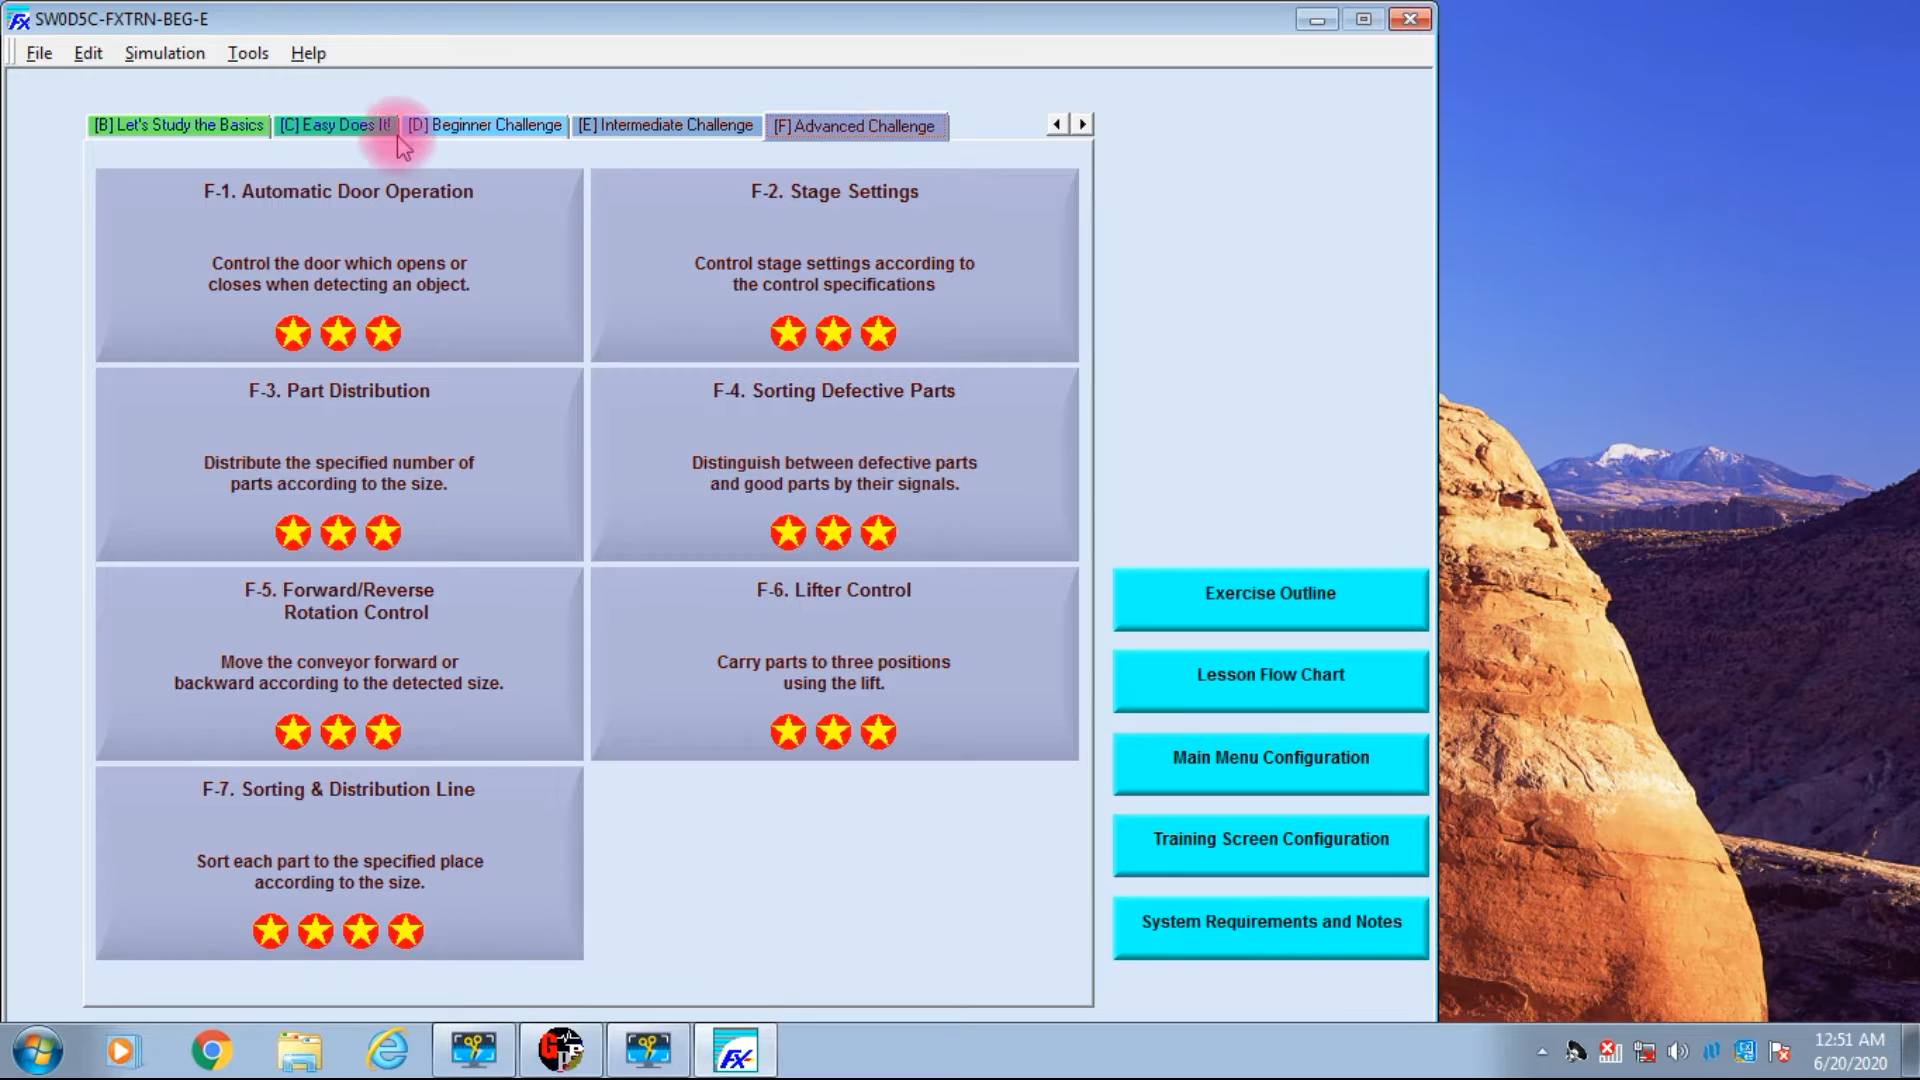 SW0D5C-FXTRN-BEG-E
File Edit Simulation Tools Help
[B] Let's Study the Basics [C] Easy Does It! [D] Beginner Challenge [E] Intermediate Challenge [F] Advanced Challenge
F-1. Automatic Door Operation
Control the door which opens or
closes when detecting an object.
F-2. Stage Settings
Control stage settings according to
the control specifications
F-3. Part Distribution
Distribute the specified number of
parts according to the size.
F-4. Sorting Defective Parts
Distinguish between defective parts
and good parts by their signals.
F-5. Forward/Reverse
Rotation Control
Move the conveyor forward or
backward according to the detected size.
F-6. Lifter Control
Carry parts to three positions
using the lift.
F-7. Sorting & Distribution Line
Sort each part to the specified place
according to the size.
Exercise Outline
Lesson Flow Chart
Main Menu Configuration
Training Screen Configuration
System Requirements and Notes
FX
12:51 AM
6/20/2020